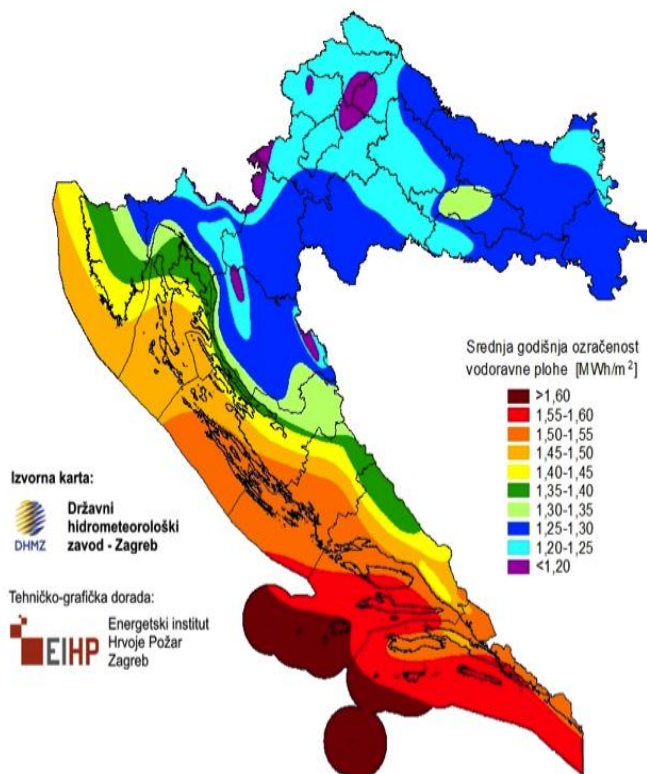 Srednja godišnja ozračenost
vodoravne plohe [MWh/m²]
>1,60
1,55-1,60
1,50-1,55
1,45-1,50
1,40-1,45
1,35-1,40
1,30-1,35
1,25-1,30
1,20-1,25
<1,20
Izvorna karta:
DHMZ
Državni
hidrometeorološki
zavod - Zagreb
Tehničko-grafička dorada:
EIHP
Energetski institut
Hrvoje Požar
Zagreb